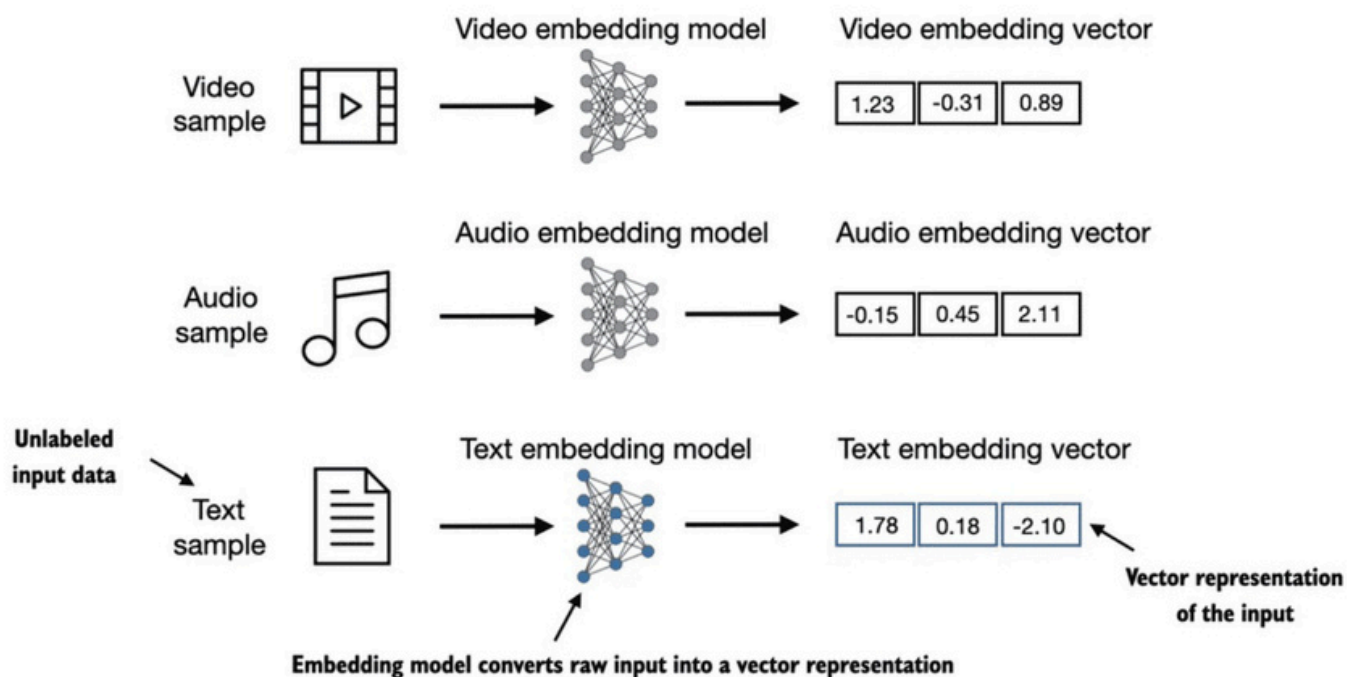 Video embedding model
Video embedding vector
Video
sample
1.23 -0.31 0.89
Audio embedding model
Audio embedding vector
Audio
sample
-0.15 0.45 2.11
Unlabeled
input data
Text embedding model
Text embedding vector
Text
sample
1.78 0.18 -2.10
Vector representation
of the input
Embedding model converts raw input into a vector representation